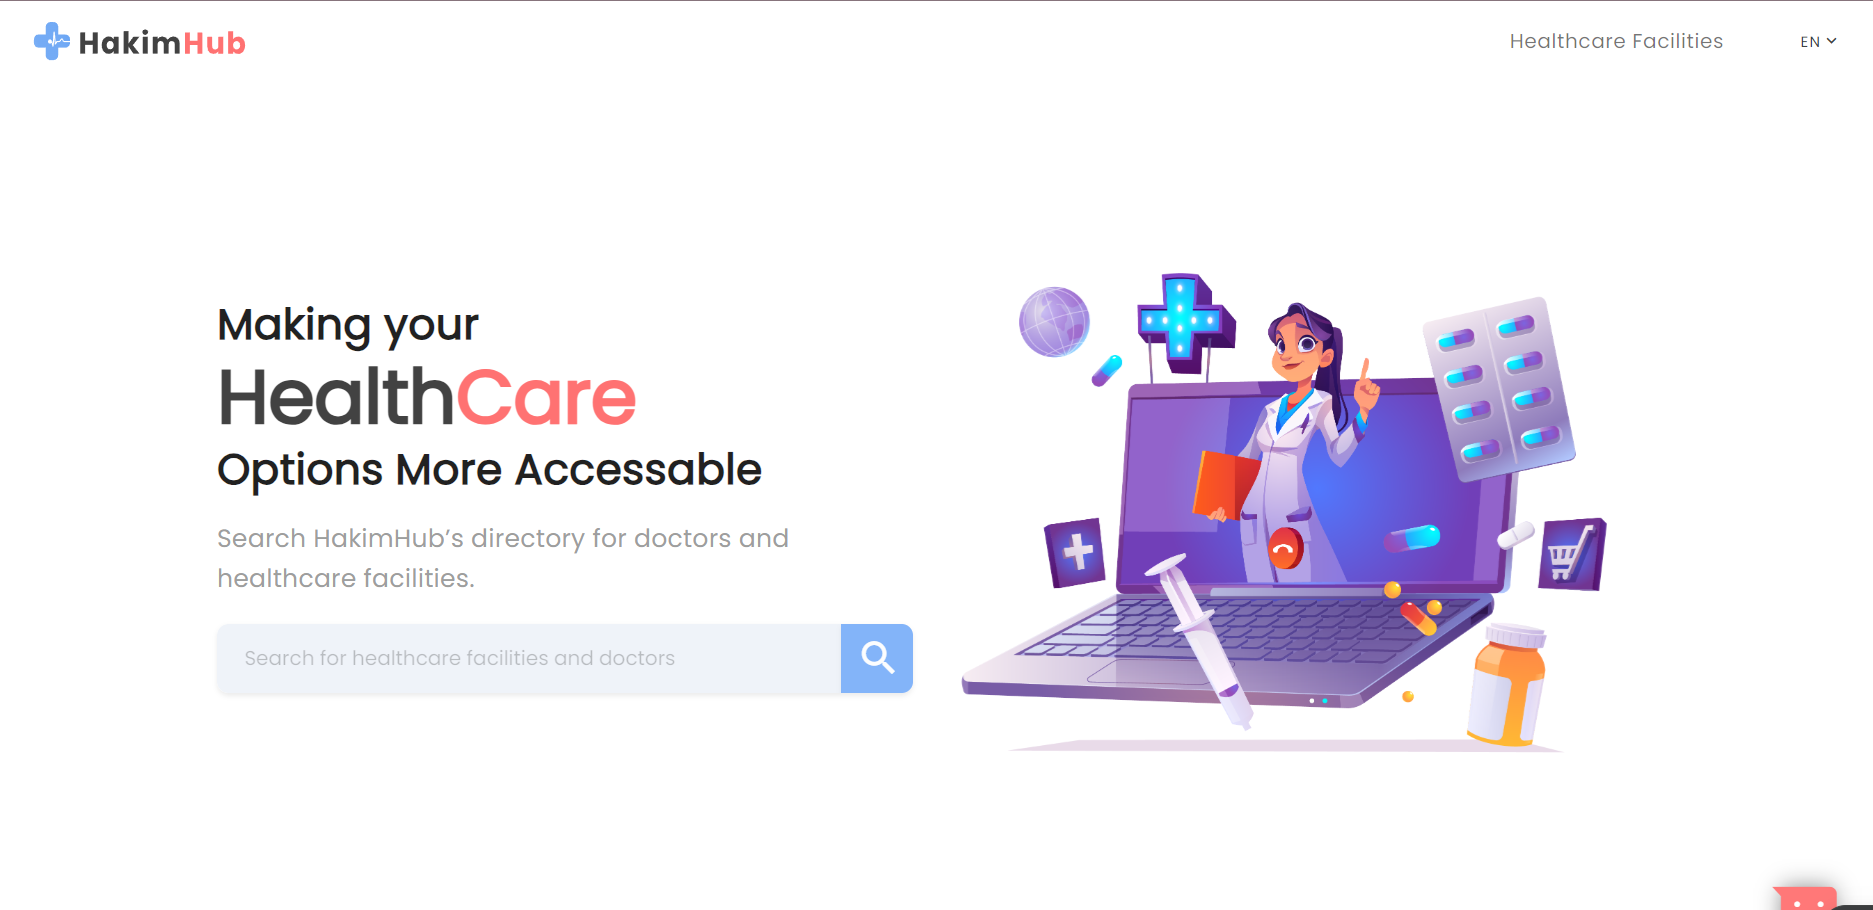 HakimHub
Healthcare Facilities
EN
Making your
HealthCare
Options More Accessable
Search HakimHub’s directory for doctors and
healthcare facilities.
Search for healthcare facilities and doctors